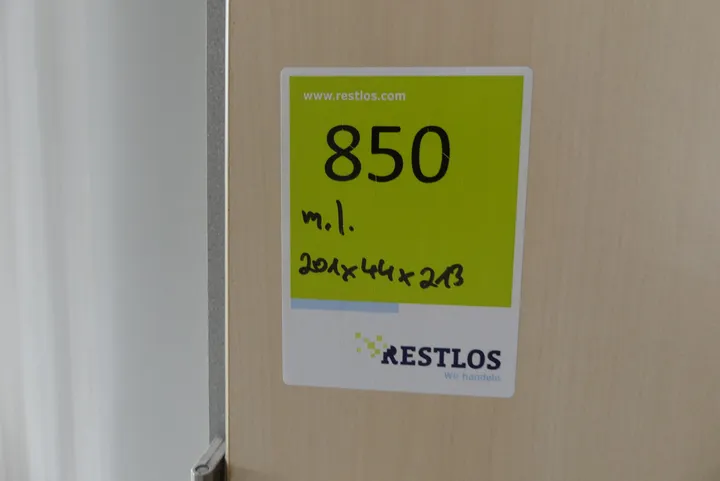 www.restlos.com
850
m.l.
201x44x213
RESTLOS
Wir handeln.